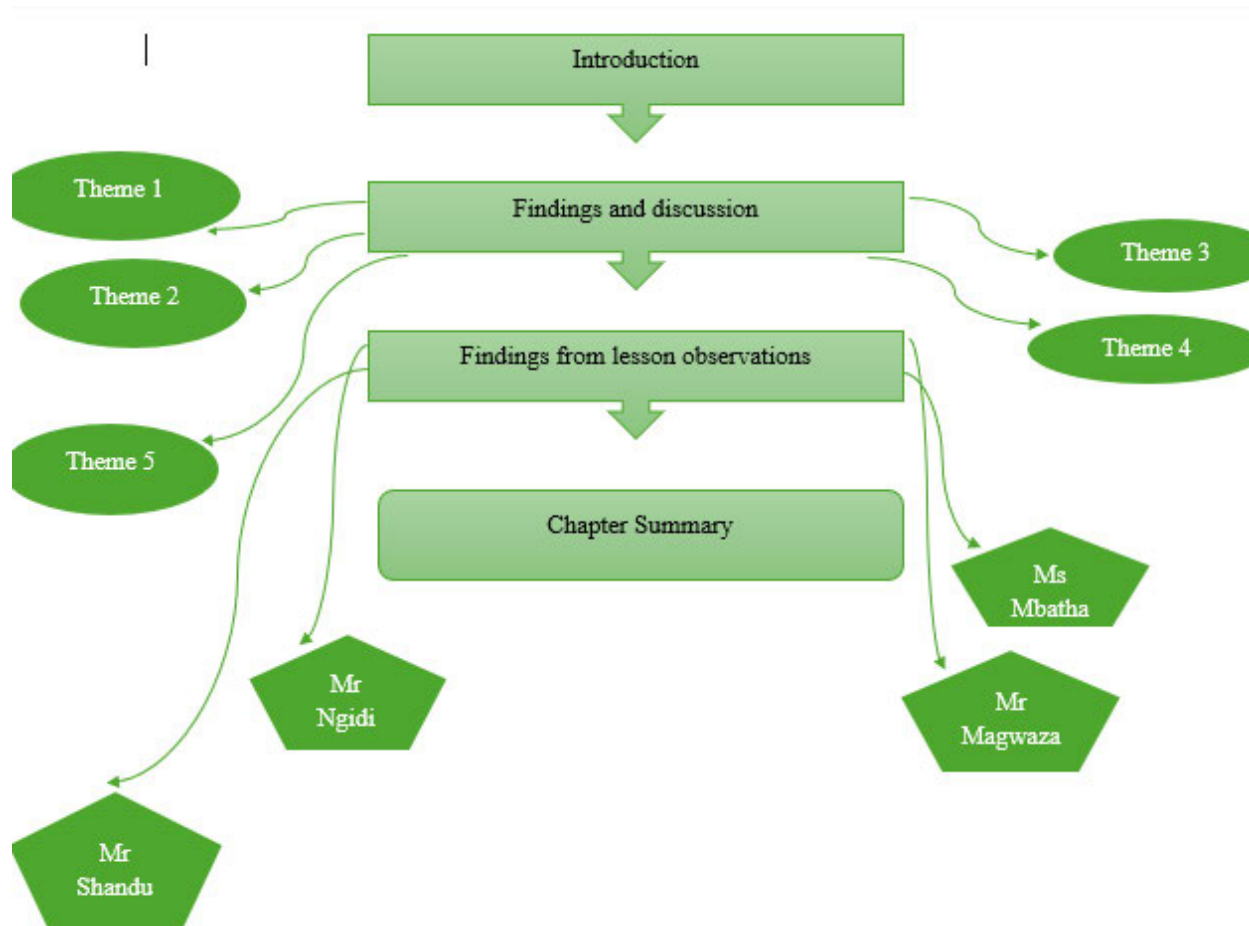 Introduction
Theme 1
Findings and discussion
Theme 3
Theme 2
Theme 4
Findings from lesson observations
Theme 5
Chapter Summary
Ms
Mbatha
Mr
Ngidi
Mr
Magwaza
Mr
Shandu